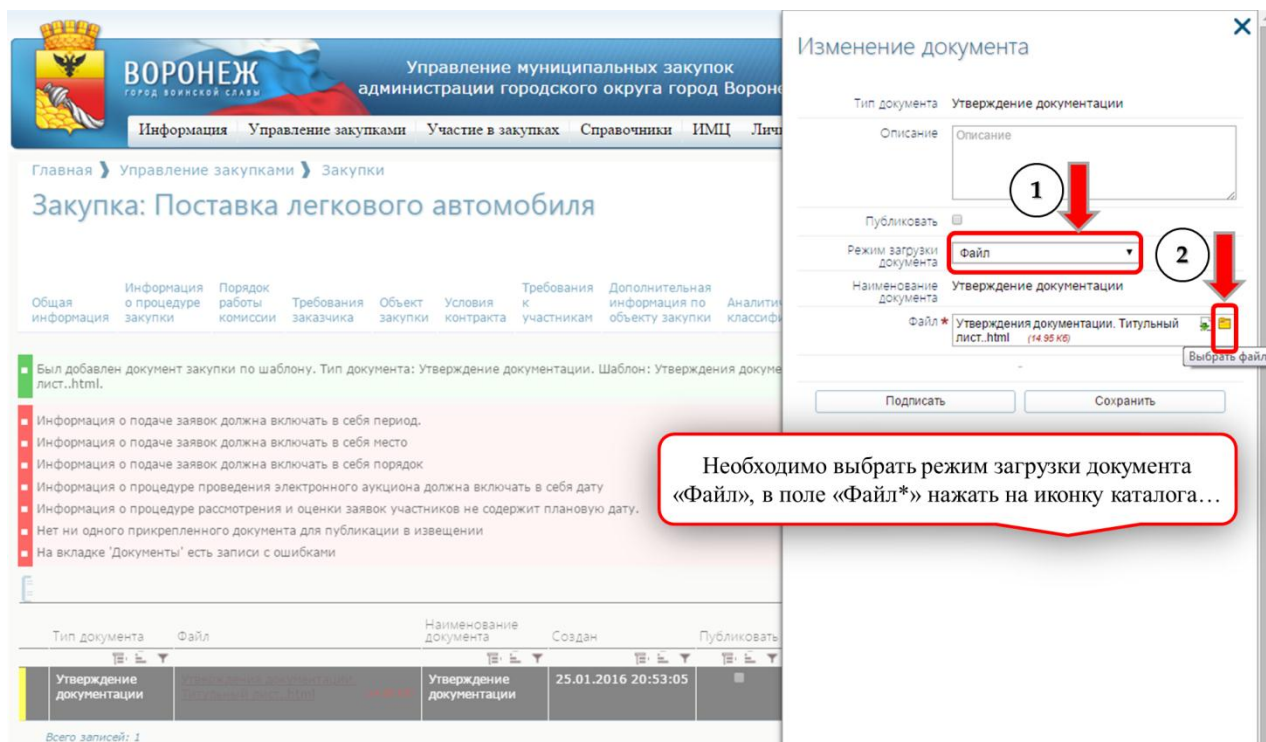 ВОРОНЕЖ
ГОРОД ВОИНСКОЙ СЛАВЫ
Управление муниципальных закупок
администрации городского округа город
Информация Управление закупками Участие в закупках Справочники ИМЦ
Главная ❱ Управление закупками ❱ Закупки
Закупка: Поставка легкового автомобиля
Общая
информация
Информация
о процедуре
закупки
Порядок
работы
комиссии
Требования
заказчика
Объект
закупки
Условия
контракта
Требования
к
участникам
Дополнительная
информация по
объекту закупки
Был добавлен документ закупки по шаблону. Тип документа: Утверждение документации. Шаблон: Утверждения
лист..html.
Информация о подаче заявок должна включать в себя период.
Информация о подаче заявок должна включать в себя место
Информация о подаче заявок должна включать в себя порядок
Информация о процедуре проведения электронного аукциона должна включать в себя дату
Информация о процедуре рассмотрения и оценки заявок участников не содержит плановую дату.
Нет ни одного прикрепленного документа для публикации в извещении
На вкладке 'Документы' есть записи с ошибками
Тип документа Файл Наименование
документа Создан Публиковать
Утверждение
документации
Утверждения документации.
Титульный лист..html
Утверждение
документации
25.01.2016 20:53:05
Всего записей: 1
Изменение документа
Тип документа Утверждение документации
Описание Описание
1
Публиковать
Режим загрузки
документа
Файл
2
Наименование
документа
Утверждение документации
Файл * Утверждения документации. Титульный
лист..html (14.95 Кб)
Выбрать файл
Подписать Сохранить
Необходимо выбрать режим загрузки документа
«Файл», в поле «Файл*» нажать на иконку каталога…